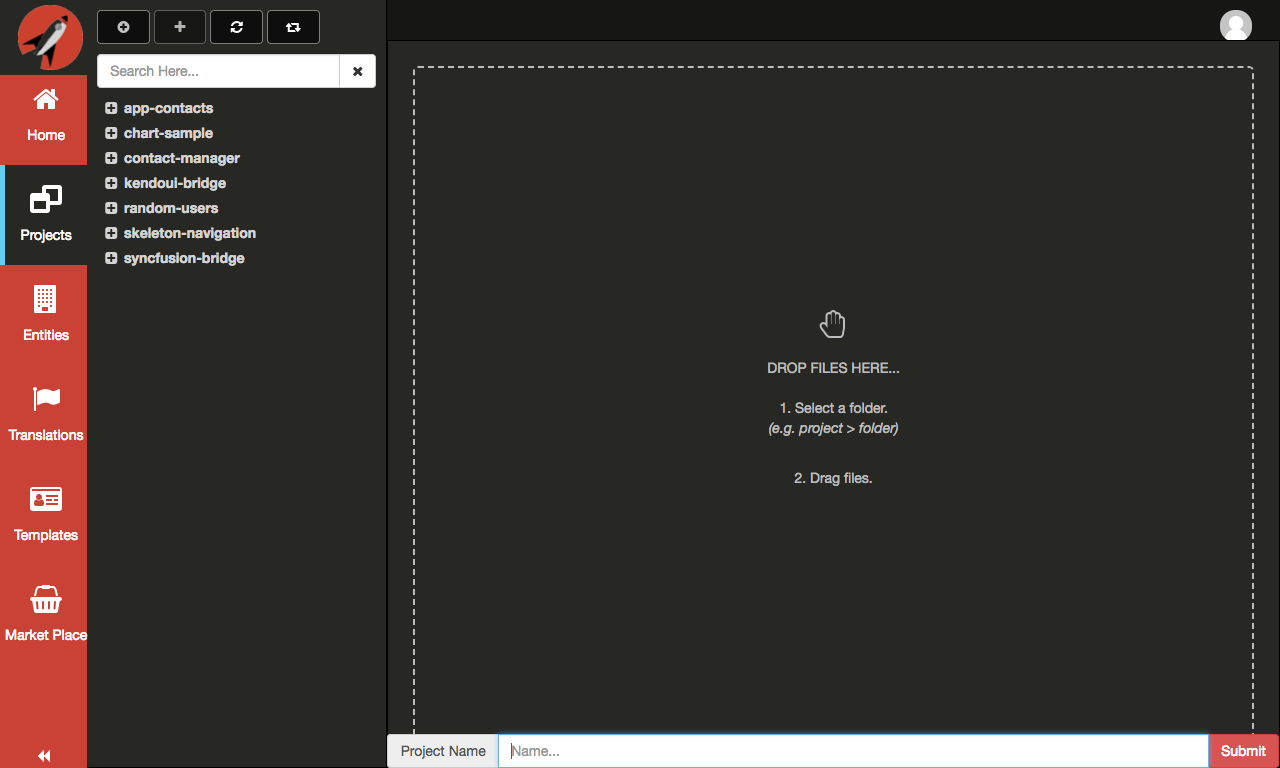 Search Here...
Home
Projects
Entities
Translations
Templates
Market Place
app-contacts
chart-sample
contact-manager
kendoui-bridge
random-users
skeleton-navigation
syncfusion-bridge
DROP FILES HERE...
1. Select a folder.
(e.g. project > folder)
2. Drag files.
Project Name Name... Submit